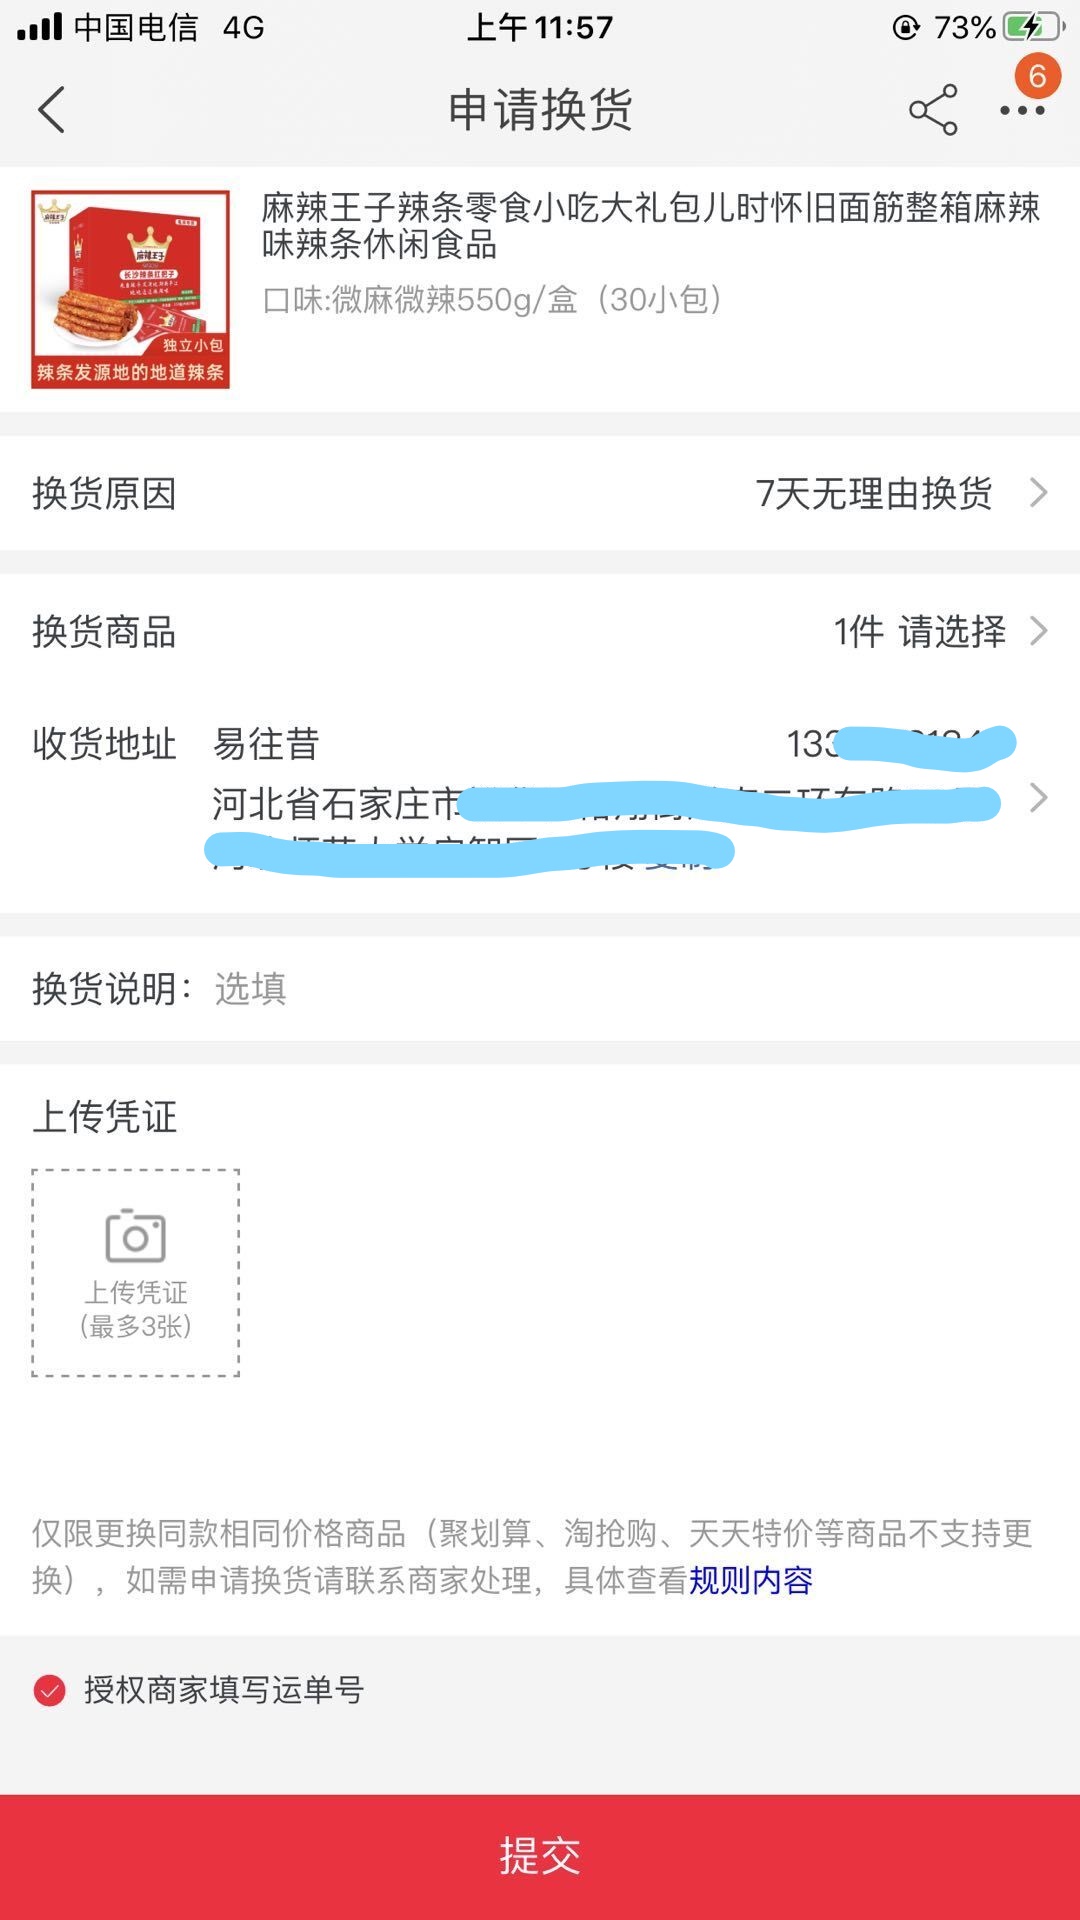 中国电信 4G 上午11:57 73%
申请换货 6
麻辣王子辣条零食小吃大礼包儿时怀旧面筋整箱麻辣
味辣条休闲食品
口味:微麻微辣550g/盒（30小包）
麻辣王子
长沙辣条扛把子
独立小包
辣条发源地的地道辣条
换货原因 7天无理由换货
换货商品 1件 请选择
收货地址 易往昔 133
河北省石家庄市
换货说明： 选填
上传凭证
上传凭证
(最多3张)
仅限更换同款相同价格商品（聚划算、淘抢购、天天特价等商品不支持更
换），如需申请换货请联系商家处理，具体查看规则内容
授权商家填写运单号
提交